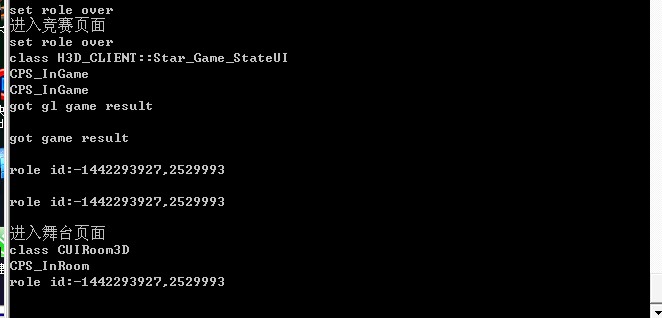 set role over
进入竞赛页面
set role over
class H3D_CLIENT::Star_Game_StateUI
CPS_InGame
CPS_InGame
got gl game result
got game result
role id:-1442293927,2529993
role id:-1442293927,2529993
进入舞台页面
class CUIRoom3D
CPS_InRoom
role id:-1442293927,2529993